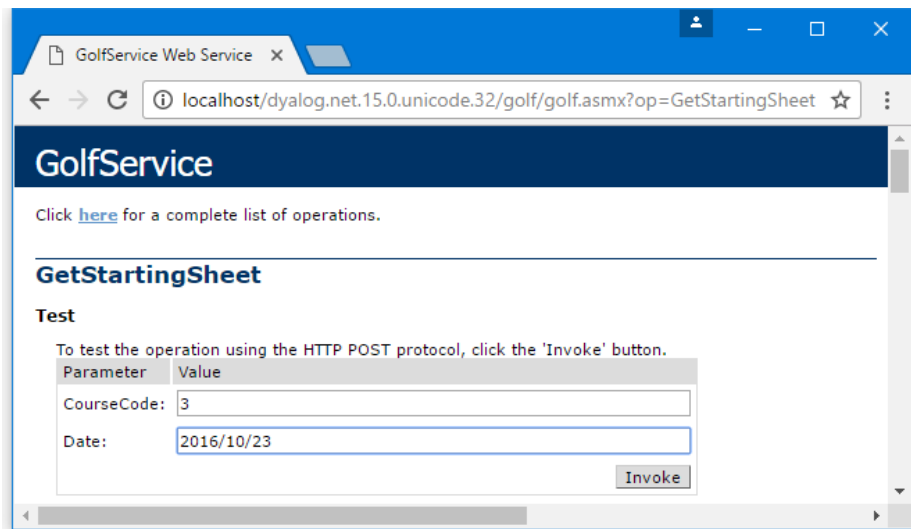 GolfService Web Service
localhost/dyalog.net.15.0.unicode.32/golf/golf.asmx?op=GetStartingSheet
GolfService
Click here for a complete list of operations.
GetStartingSheet
Test
To test the operation using the HTTP POST protocol, click the 'Invoke' button.
Parameter Value
CourseCode: 3
Date: 2016/10/23
Invoke